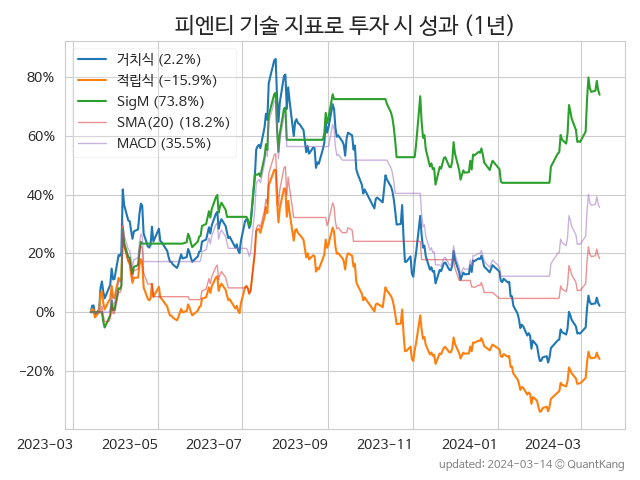 피엔티 기술 지표로 투자 시 성과 (1년)
거치식 (2.2%)
적립식 (−15.9%)
SigM (73.8%)
SMA(20) (18.2%)
MACD (35.5%)
80%
60%
40%
20%
0%
−20%
2023-03 2023-05 2023-07 2023-09 2023-11 2024-01 2024-03
updated: 2024-03-14 © QuantKang